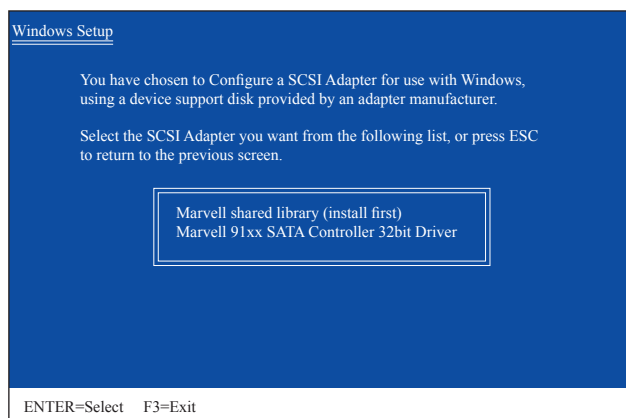 Windows Setup
You have chosen to Configure a SCSI Adapter for use with Windows,
using a device support disk provided by an adapter manufacturer.
Select the SCSI Adapter you want from the following list, or press ESC
to return to the previous screen.
Marvell shared library (install first)
Marvell 91xx SATA Controller 32bit Driver
ENTER=Select F3=Exit